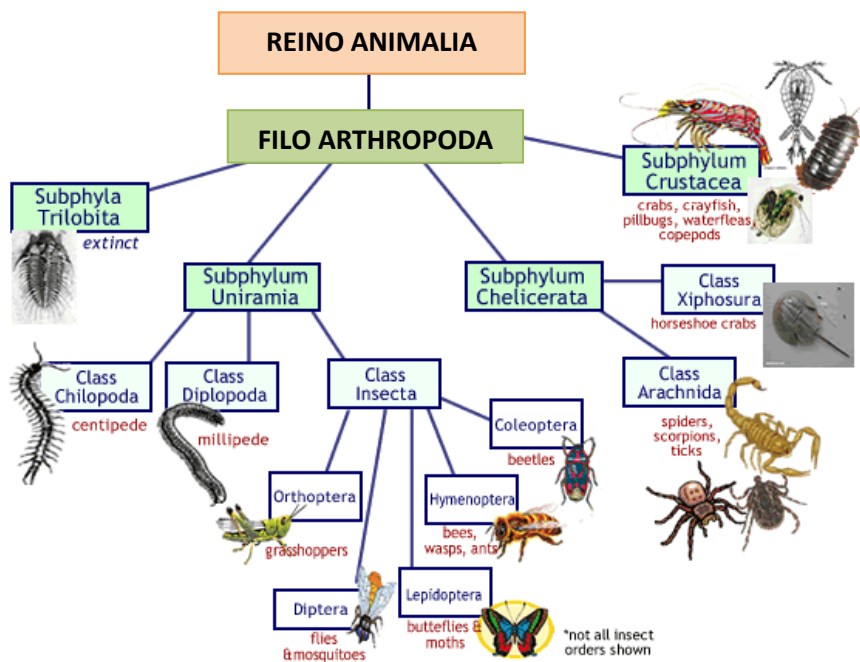 REINO ANIMALIA
FILO ARTHROPODA
Subphyla
Trilobita
extinct
Subphylum
Uniramia
Subphylum
Chelicerata
Subphylum
Crustacea
crabs, crayfish,
pillbugs, waterfleas
copepods
Class
Xiphosura
horseshoe crabs
Class
Chilopoda
centipede
Class
Diplopoda
millipede
Class
Insecta
Class
Arachnida
spiders,
scorpions,
ticks
Coleoptera
beetles
Orthoptera
grasshoppers
Hymenoptera
bees,
wasps, ants
Diptera
flies
&mosquitoes
Lepidoptera
butteflies &
moths
*not all insect
orders shown